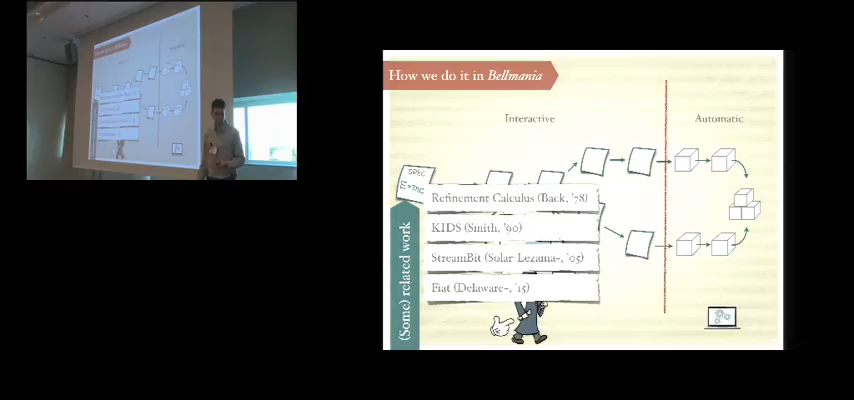 How we do it in Bellmania
Interactive
Automatic
SPEC
Refinement Calculus (Back, '78)
KIDS (Smith, '90)
StreamBit (Solar-Lezama-, '05)
Fiat (Delaware-, '15)
(Some) related work